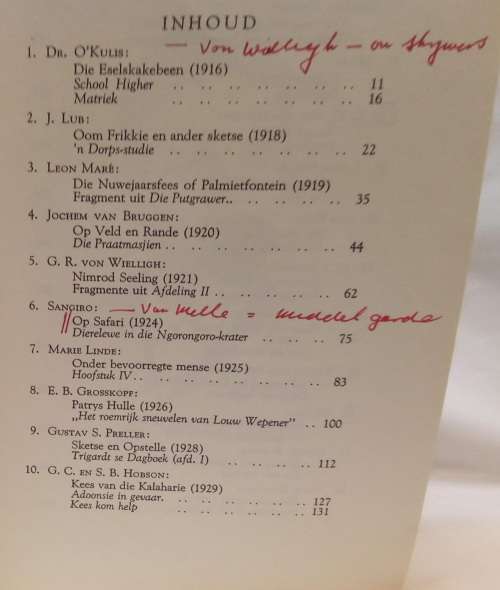 INHOUD
— Von Wielligh — ou skrywers
1. DR. O'KULIS:
Die Eselskakebeen (1916)
School Higher .. .. .. .. .. .. .. 11
Matriek .. .. .. .. .. .. 16
2. J. LUB:
Oom Frikkie en ander sketse (1918)
'n Dorps-studie .. .. .. .. .. .. 22
3. LEON MARÉ:
Die Nuwejaarsfees of Palmietfontein (1919)
Fragment uit Die Putgrawer.. .. .. .. .. 35
4. JOCHEM VAN BRUGGEN:
Op Veld en Rande (1920)
Die Praatmasjien .. .. .. .. .. .. 44
5. G. R. VON WIELLIGH:
Nimrod Seeling (1921)
Fragmente uit Afdeling II .. .. .. .. 62
6. SANGIRO: — Van Melle = middel garde
Op Safari (1924)
Dierelewe in die Ngorongoro-krater .. .. 75
7. MARIE LINDE:
Onder bevoorregte mense (1925)
Hoofstuk IV.. .. .. .. .. .. .. 83
8. E. B. GROSSKOPF:
Patrys Hulle (1926)
„Het roemrijk sneuvelen van Louw Wepener" .. 100
9. GUSTAV S. PRELLER:
Sketse en Opstelle (1928)
Trigardt se Dagboek (afd. I) .. .. .. .. 112
10. G. C. EN S. B. HOBSON:
Kees van die Kalaharie (1929)
Adoonsie in gevaar. .. .. .. .. .. .. 127
Kees kom help .. .. .. .. .. .. 131